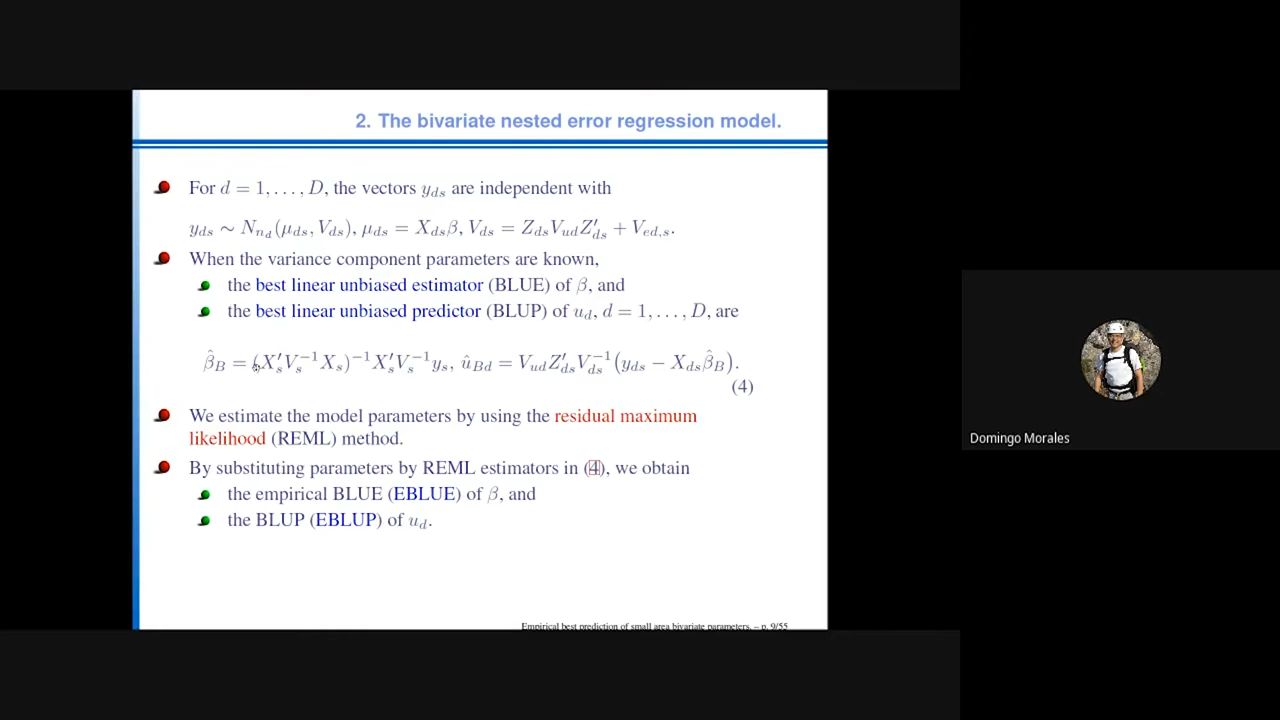 2. The bivariate nested error regression model.
For d = 1, . . . , D, the vectors y_{ds} are independent with
y_{ds} ∼ N_{n_d}(μ_{ds}, V_{ds}), μ_{ds} = X_{ds}β, V_{ds} = Z_{ds}V_{ud}Z′_{ds} + V_{ed,s}.
When the variance component parameters are known,
the best linear unbiased estimator (BLUE) of β, and
the best linear unbiased predictor (BLUP) of u_d, d = 1, . . . , D, are
β̂_B = (X′_sV_s^{−1}X_s)^{−1}X′_sV_s^{−1}y_s, û_{Bd} = V_{ud}Z′_{ds}V_{ds}^{−1}(y_{ds} − X_{ds}β̂_B).
(4)
We estimate the model parameters by using the residual maximum
likelihood (REML) method.
By substituting parameters by REML estimators in (4), we obtain
the empirical BLUE (EBLUE) of β, and
the BLUP (EBLUP) of u_d.
Empirical best prediction of small area bivariate parameters. – p. 9/55
Domingo Morales